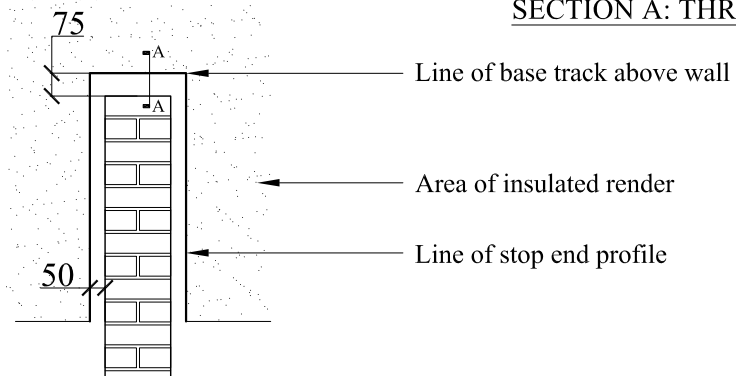 SECTION A: THR
75
A
Line of base track above wall
A
Area of insulated render
Line of stop end profile
50